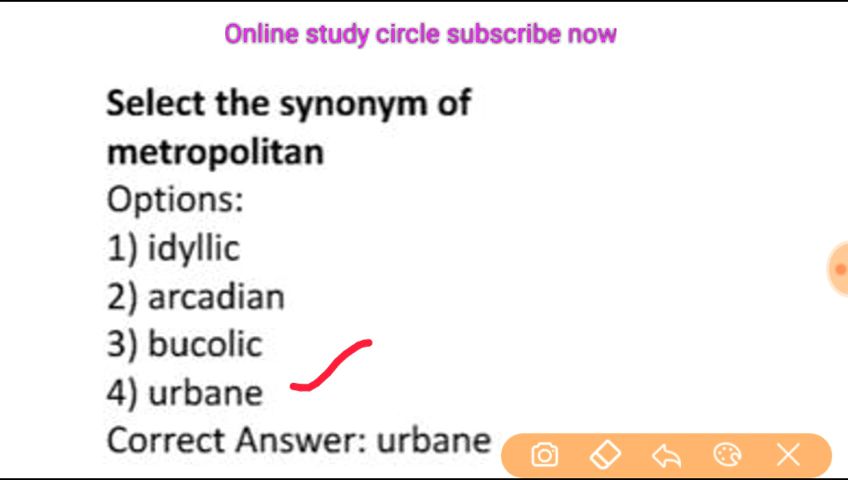 Online study circle subscribe now
Select the synonym of
metropolitan
Options:
1) idyllic
2) arcadian
3) bucolic
4) urbane
Correct Answer: urbane